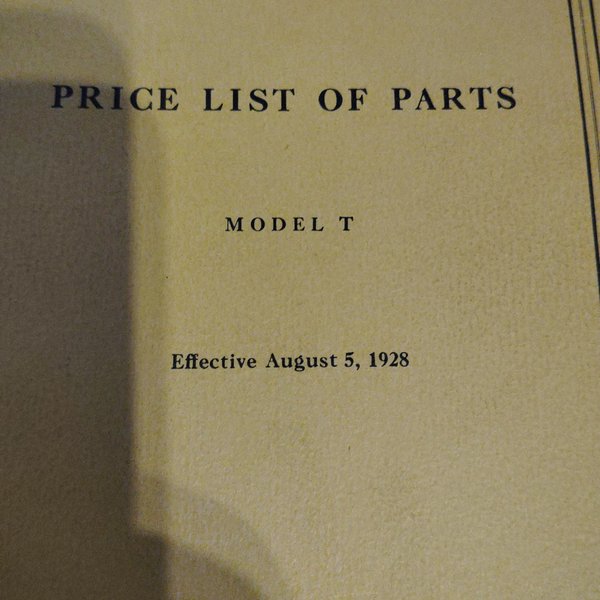 PRICE LIST OF PARTS
MODEL T
Effective August 5, 1928